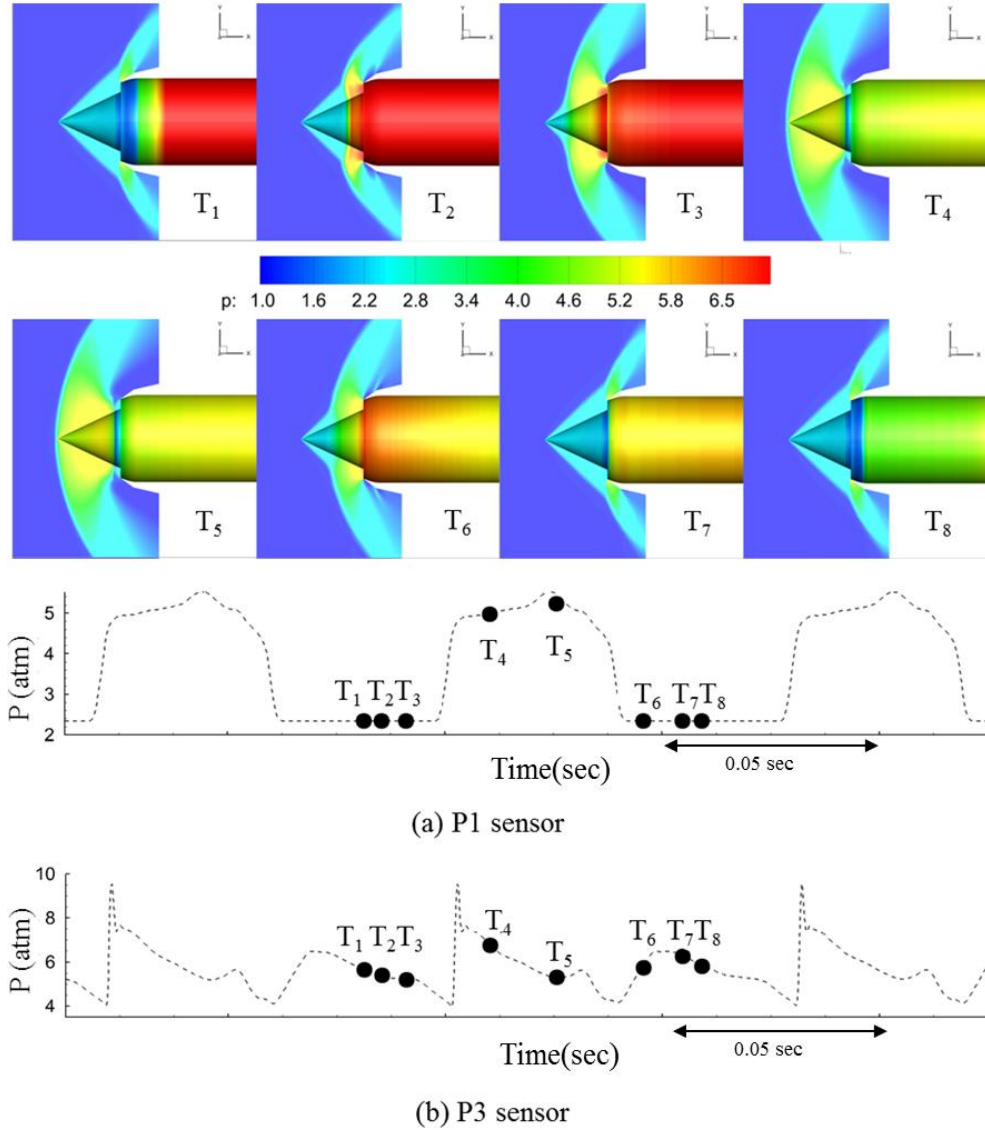 Y X Y X Y X Y X
T1 T2 T3 T4
p: 1.0 1.6 2.2 2.8 3.4 4.0 4.6 5.2 5.8 6.5
Y X Y X Y X Y X
T5 T6 T7 T8
P (atm)
5
4
3
2
T1 T2 T3 T4 T5 T6 T7 T8
0.05 sec
Time(sec)
(a) P1 sensor
P (atm)
10
8
6
4
T1 T2 T3 T4 T5 T6 T7 T8
0.05 sec
Time(sec)
(b) P3 sensor